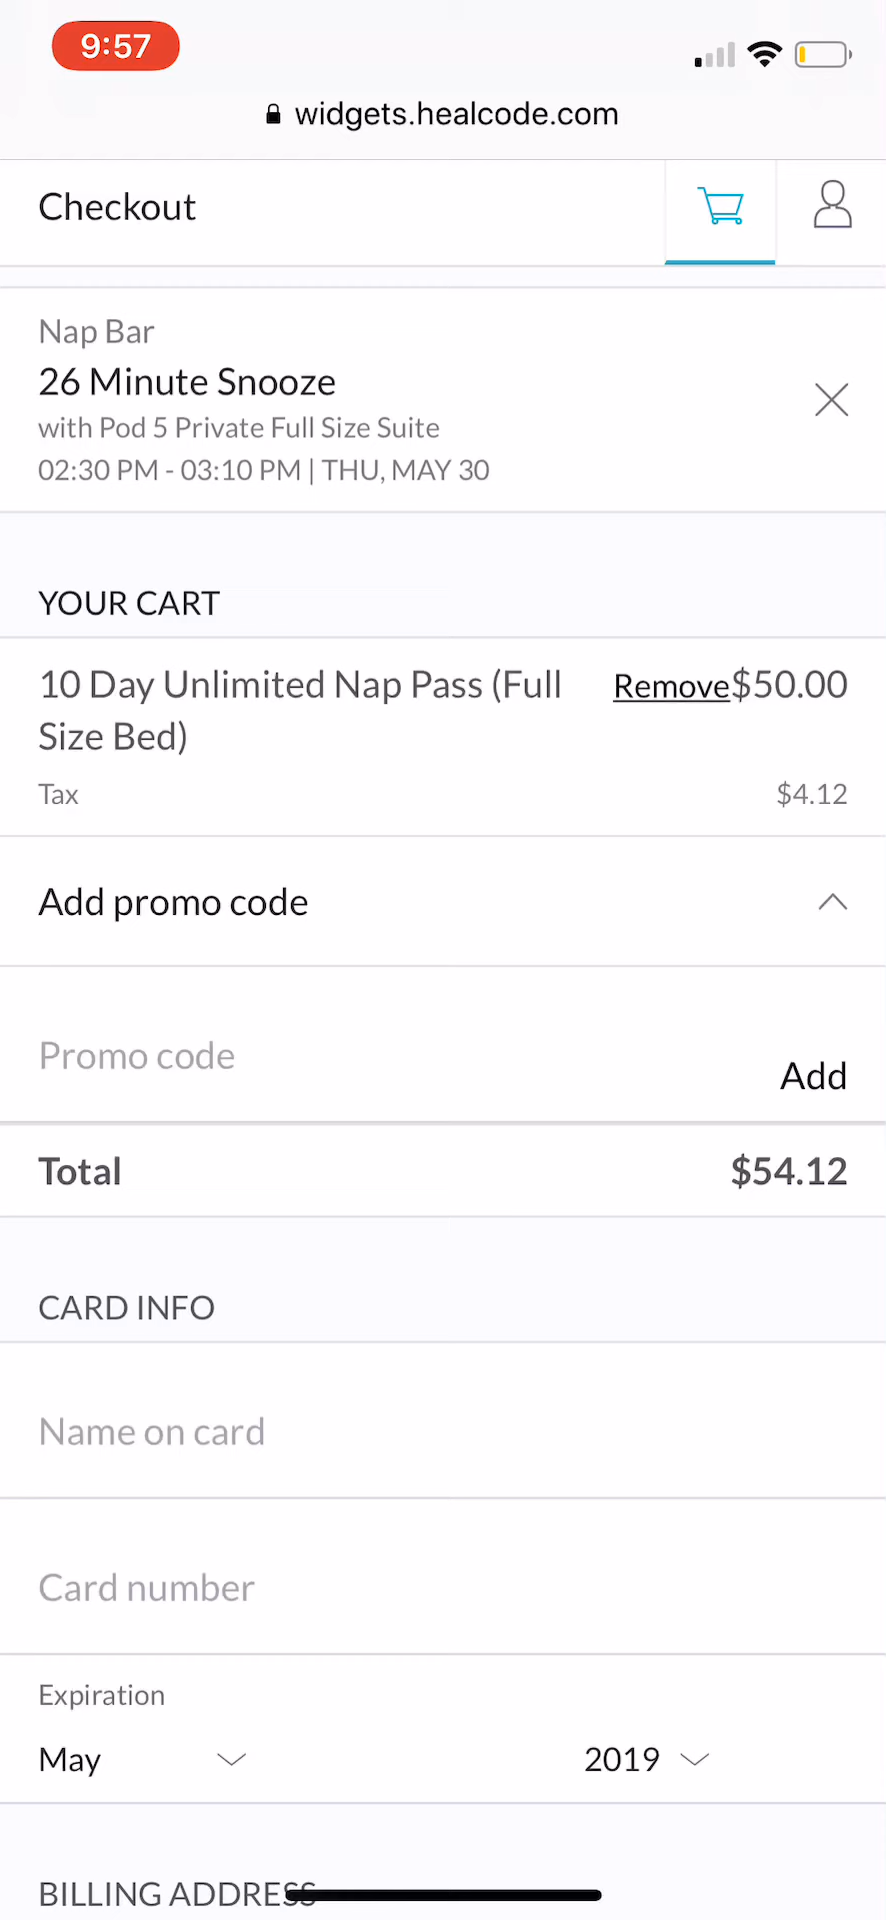 9:57
widgets.healcode.com
Checkout
Nap Bar
26 Minute Snooze
with Pod 5 Private Full Size Suite
02:30 PM - 03:10 PM | THU, MAY 30
YOUR CART
10 Day Unlimited Nap Pass (Full Remove $50.00
Size Bed)
Tax $4.12
Add promo code
Promo code
Add
Total $54.12
CARD INFO
Name on card
Card number
Expiration
May 2019
BILLING ADDRESS